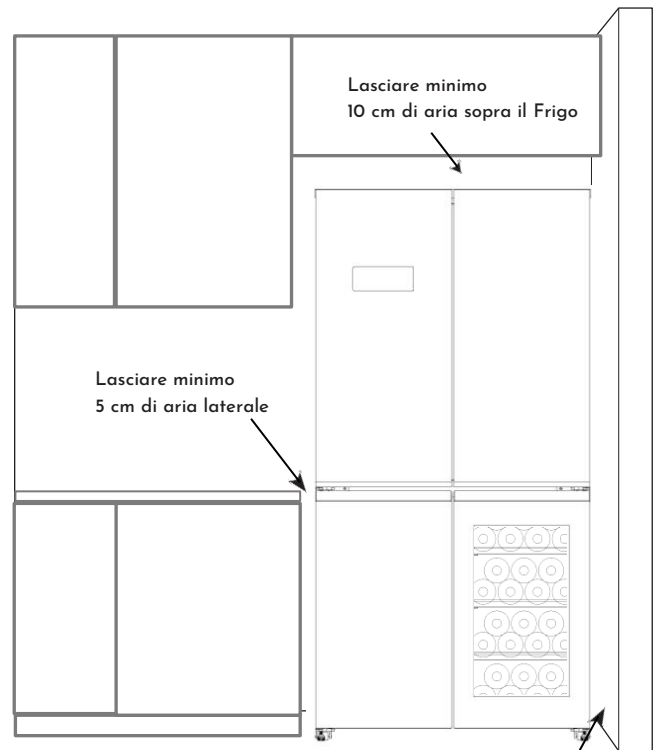 Lasciare minimo
10 cm di aria sopra il Frigo
Lasciare minimo
5 cm di aria laterale